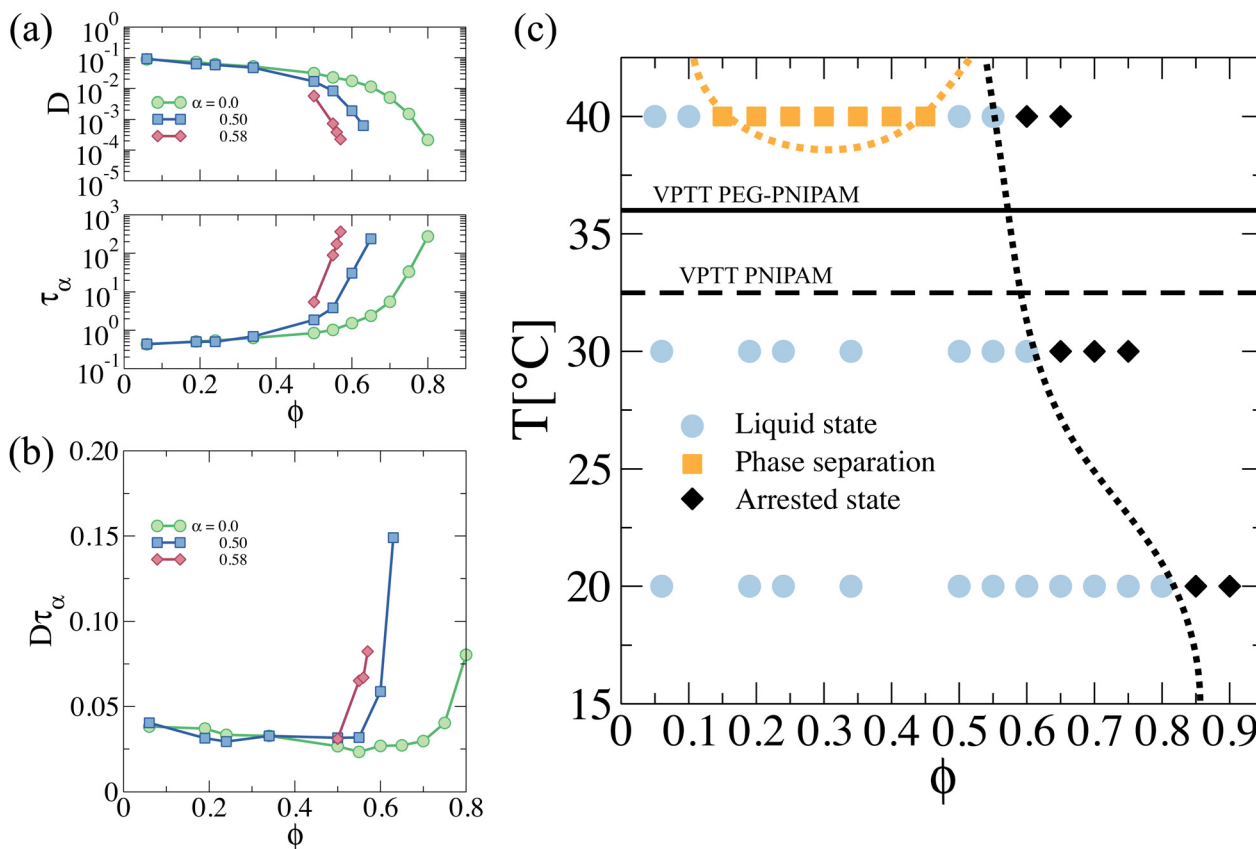 (a)
10^0
10^-1
10^-2
10^-3
10^-4
10^-5
D
α = 0.0
0.50
0.58
10^3
10^2
10^1
10^0
10^-1
τ_α
0 0.2 0.4 0.6 0.8
ϕ
(b)
0.20
0.15
0.10
0.05
0
Dτ_α
α = 0.0
0.50
0.58
0 0.2 0.4 0.6 0.8
ϕ
(c)
40
35
30
25
20
15
T[°C]
VPTT PEG-PNIPAM
VPTT PNIPAM
Liquid state
Phase separation
Arrested state
0 0.1 0.2 0.3 0.4 0.5 0.6 0.7 0.8 0.9
ϕ